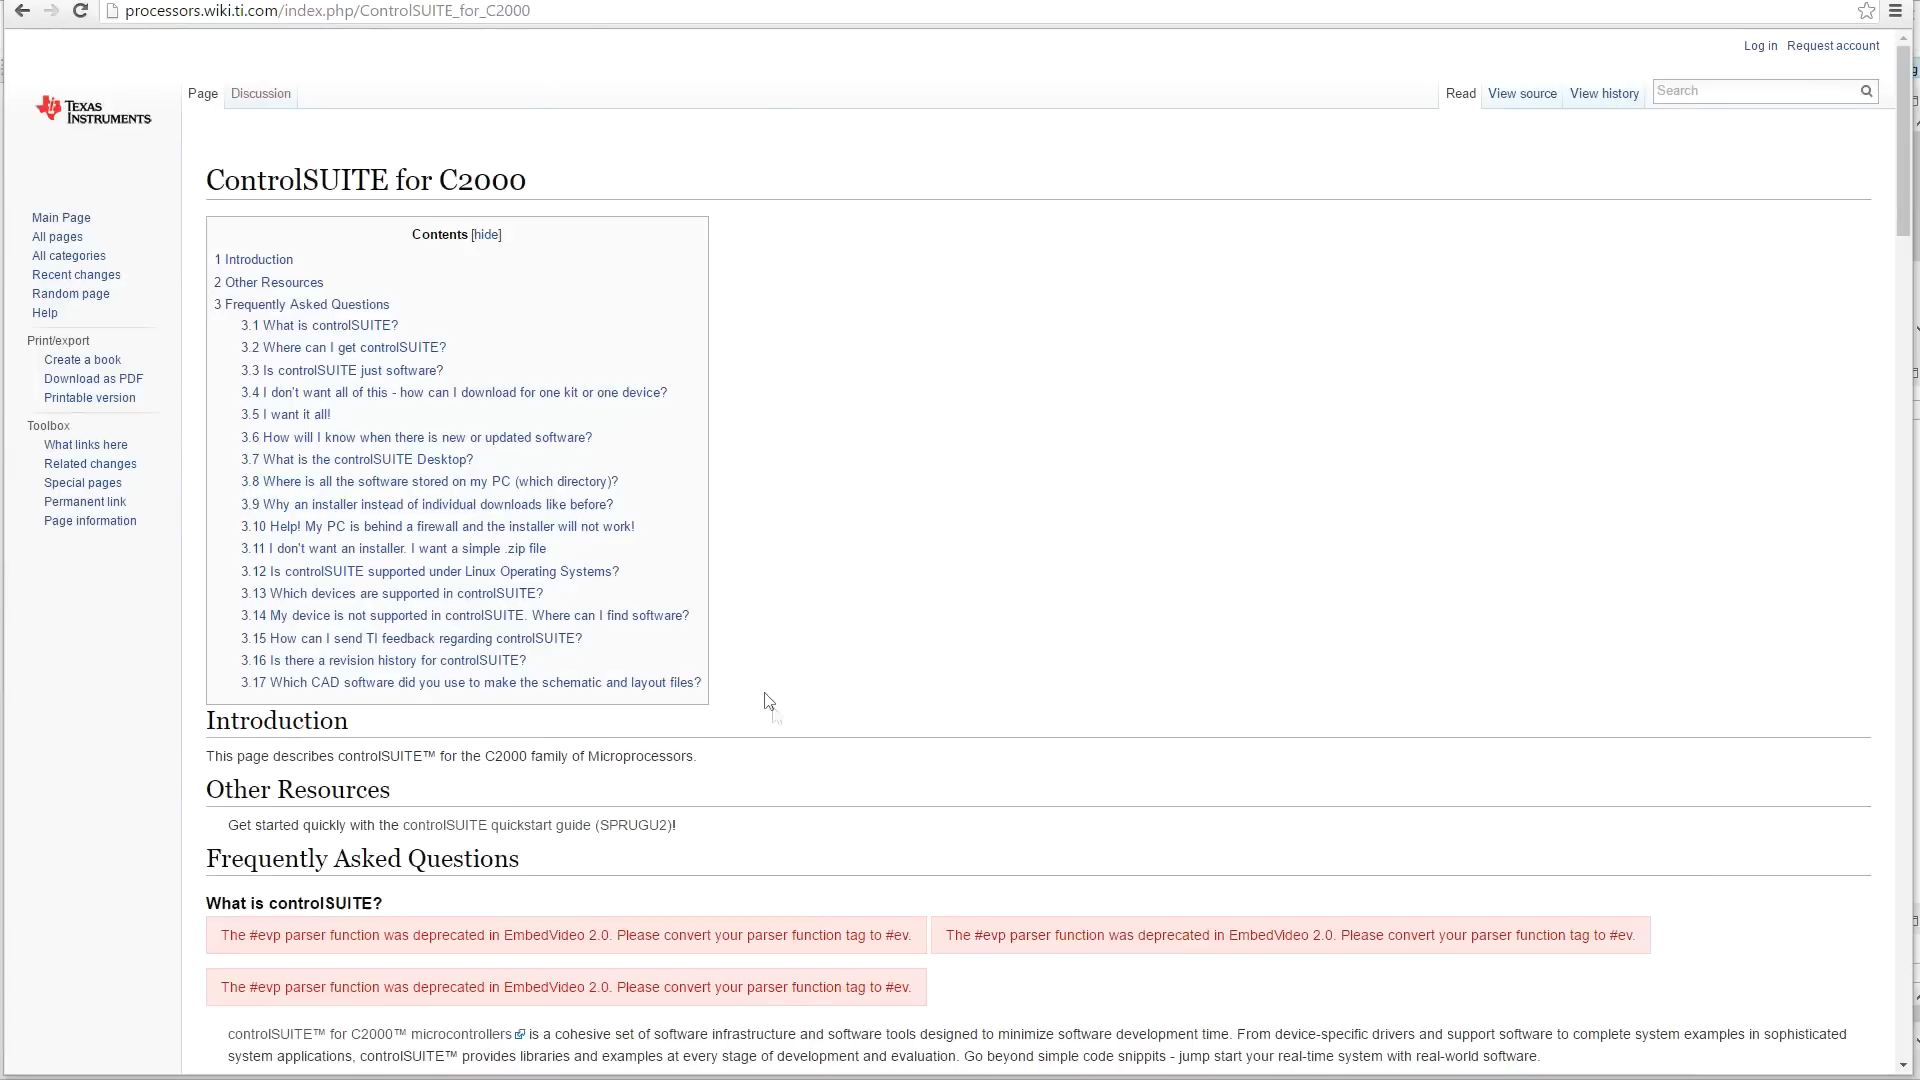 processors.wiki.ti.com/index.php/ControlSUITE_for_C2000
Log in Request account
TEXAS INSTRUMENTS
Page Discussion
Read View source View history Search
ControlSUITE for C2000
Main Page
All pages
All categories
Recent changes
Random page
Help
Print/export
Create a book
Download as PDF
Printable version
Toolbox
What links here
Related changes
Special pages
Permanent link
Page information
Contents [hide]
1 Introduction
2 Other Resources
3 Frequently Asked Questions
3.1 What is controlSUITE?
3.2 Where can I get controlSUITE?
3.3 Is controlSUITE just software?
3.4 I don't want all of this - how can I download for one kit or one device?
3.5 I want it all!
3.6 How will I know when there is new or updated software?
3.7 What is the controlSUITE Desktop?
3.8 Where is all the software stored on my PC (which directory)?
3.9 Why an installer instead of individual downloads like before?
3.10 Help! My PC is behind a firewall and the installer will not work!
3.11 I don't want an installer. I want a simple .zip file
3.12 Is controlSUITE supported under Linux Operating Systems?
3.13 Which devices are supported in controlSUITE?
3.14 My device is not supported in controlSUITE. Where can I find software?
3.15 How can I send TI feedback regarding controlSUITE?
3.16 Is there a revision history for controlSUITE?
3.17 Which CAD software did you use to make the schematic and layout files?
Introduction
This page describes controlSUITE™ for the C2000 family of Microprocessors.
Other Resources
Get started quickly with the controlSUITE quickstart guide (SPRUGU2)!
Frequently Asked Questions
What is controlSUITE?
The #evp parser function was deprecated in EmbedVideo 2.0. Please convert your parser function tag to #ev.
The #evp parser function was deprecated in EmbedVideo 2.0. Please convert your parser function tag to #ev.
The #evp parser function was deprecated in EmbedVideo 2.0. Please convert your parser function tag to #ev.
controlSUITE™ for C2000™ microcontrollers is a cohesive set of software infrastructure and software tools designed to minimize software development time. From device-specific drivers and support software to complete system examples in sophisticated
system applications, controlSUITE™ provides libraries and examples at every stage of development and evaluation. Go beyond simple code snippits - jump start your real-time system with real-world software.